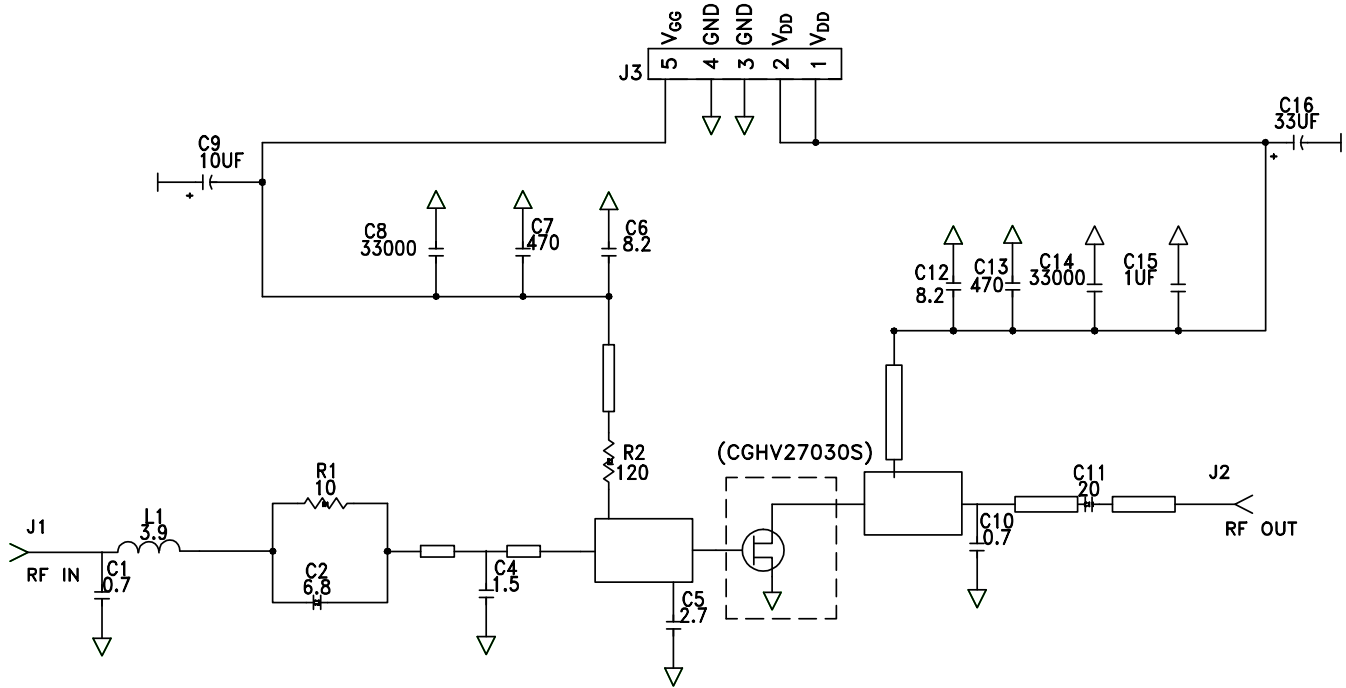 VGG GND GND VDD VDD
J3 5 4 3 2 1
C9
10UF
C16
33UF
+
+
C8
33000
C7
470
C6
8.2
C12
8.2
C13
470
C14
33000
C15
1UF
R2
120
(CGHV27030S)
R1
10
C11
20
J2
RF OUT
J1
RF IN
L1
3.9
C10
0.7
C1
0.7
C2
6.8
C4
1.5
C5
2.7